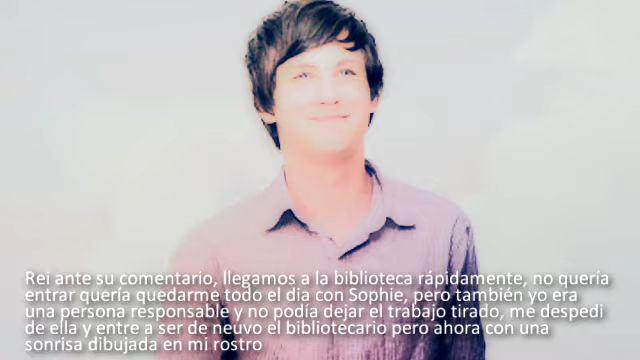 Rei ante su comentario, llegamos a la biblioteca rápidamente, no quería
entrar quería quedarme todo el dia con Sophie, pero también yo era
una persona responsable y no podía dejar el trabajo tirado, me despedi
de ella y entre a ser de neuvo el bibliotecario pero ahora con una
sonrisa dibujada en mi rostro